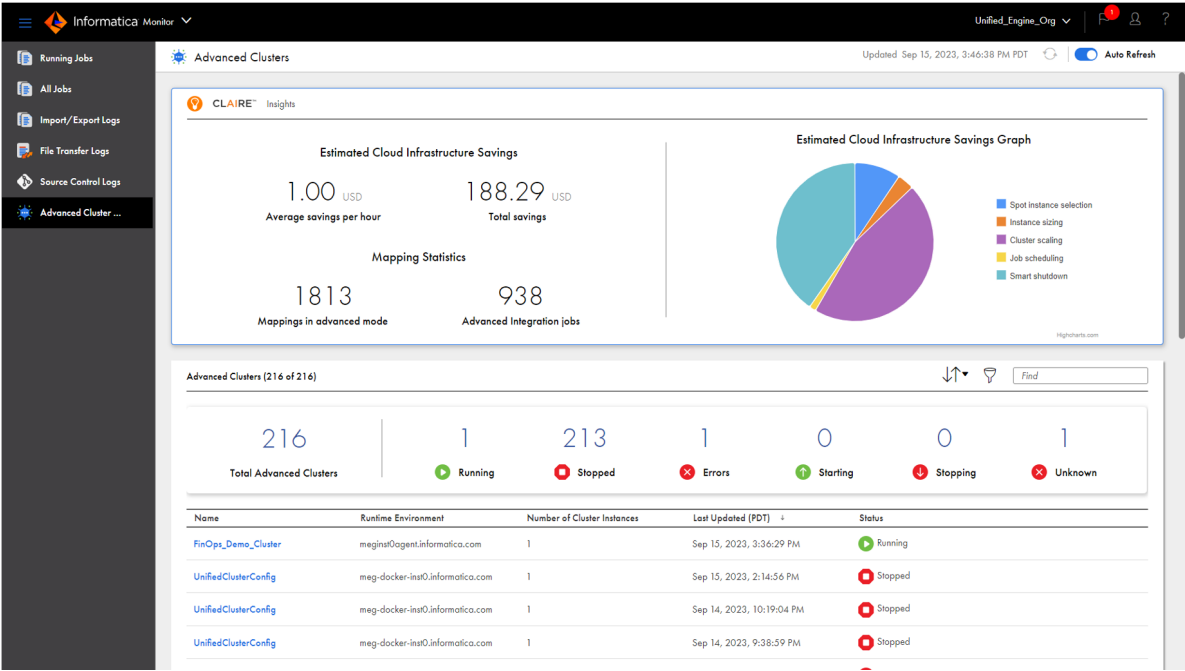 Informatica Monitor
Unified_Engine_Org
1
?
Running Jobs
All Jobs
Import/Export Logs
File Transfer Logs
Source Control Logs
Advanced Cluster ...
Advanced Clusters
Updated Sep 15, 2023, 3:46:38 PM PDT
Auto Refresh
CLAIRE™ Insights
Estimated Cloud Infrastructure Savings
1.00 USD
Average savings per hour
188.29 USD
Total savings
Mapping Statistics
1813
Mappings in advanced mode
938
Advanced Integration jobs
Estimated Cloud Infrastructure Savings Graph
Spot instance selection
Instance sizing
Cluster scaling
Job scheduling
Smart shutdown
Highcharts.com
Advanced Clusters (216 of 216)
Find
216
Total Advanced Clusters
1
Running
213
Stopped
1
Errors
0
Starting
0
Stopping
1
Unknown
Name Runtime Environment Number of Cluster Instances Last Updated (PDT) Status
FinOps_Demo_Cluster meginst0agent.informatica.com 1 Sep 15, 2023, 3:36:29 PM Running
UnifiedClusterConfig meg-docker-inst0.informatica.com 1 Sep 15, 2023, 2:14:56 PM Stopped
UnifiedClusterConfig meg-docker-inst0.informatica.com 1 Sep 14, 2023, 10:19:04 PM Stopped
UnifiedClusterConfig meg-docker-inst0.informatica.com 1 Sep 14, 2023, 9:38:59 PM Stopped